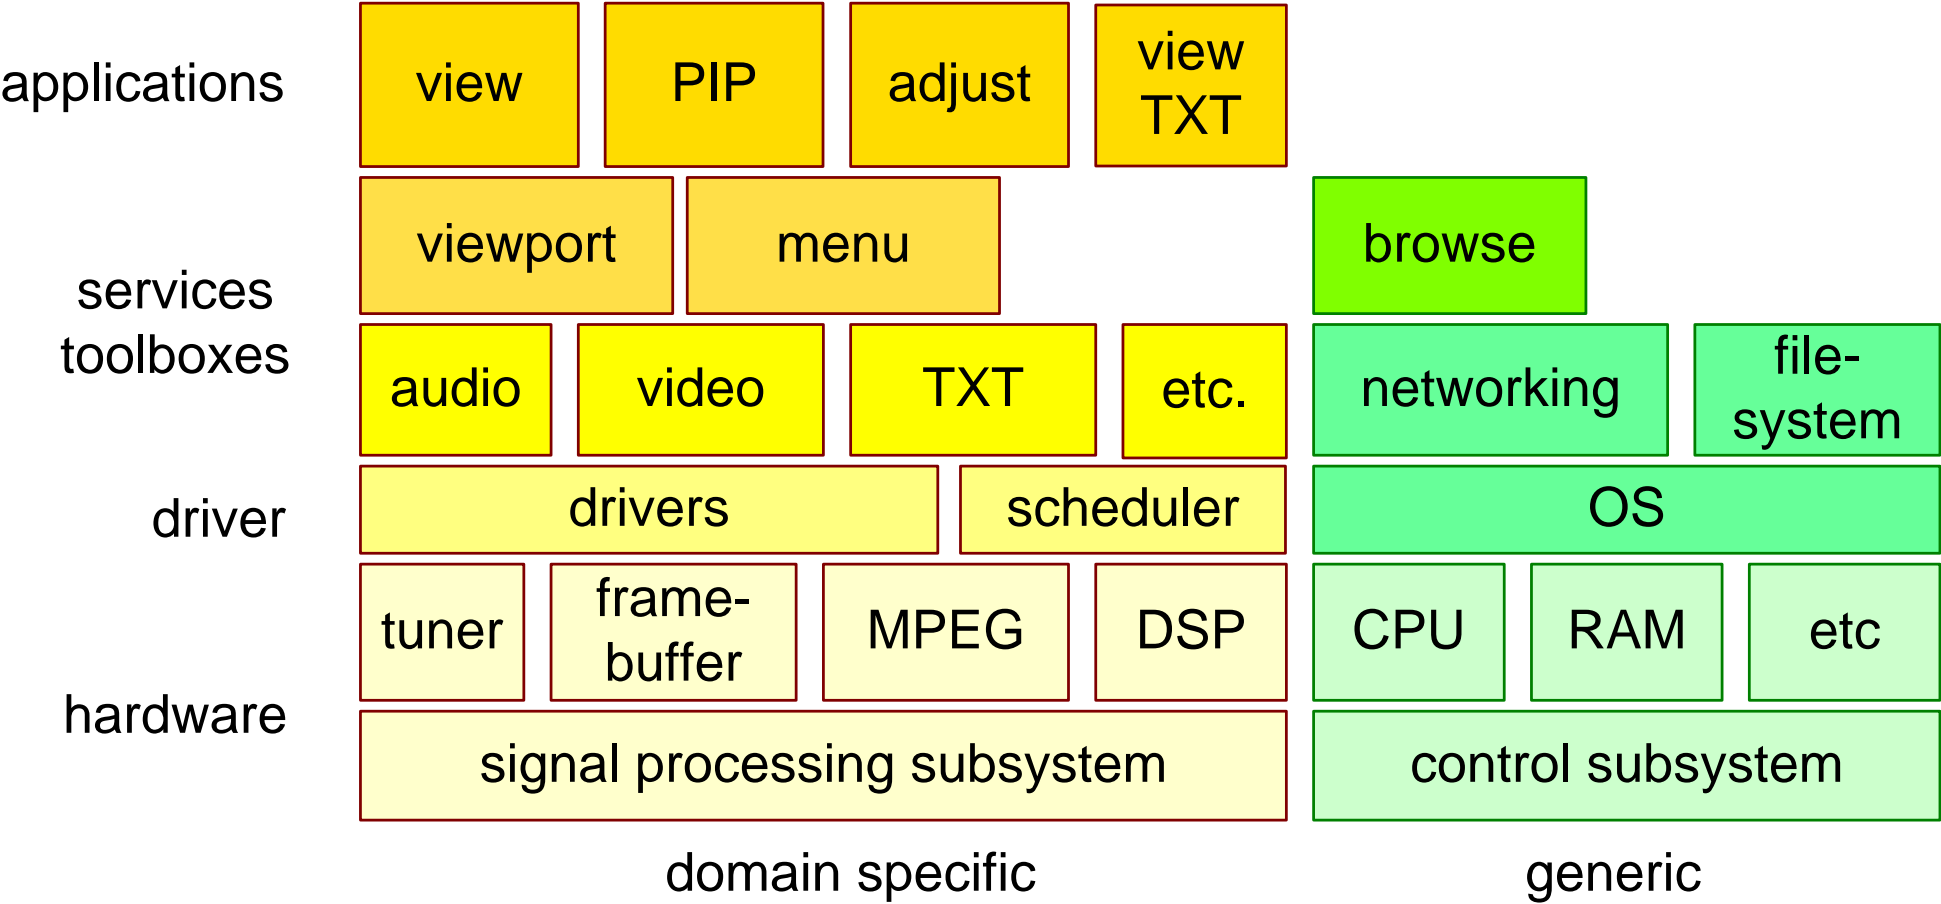 applications
view
PIP
adjust
view
TXT
services
toolboxes
viewport
menu
browse
audio
video
TXT
etc.
networking
file-
system
driver
drivers
scheduler
OS
hardware
tuner
frame-
buffer
MPEG
DSP
CPU
RAM
etc
signal processing subsystem
control subsystem
domain specific
generic